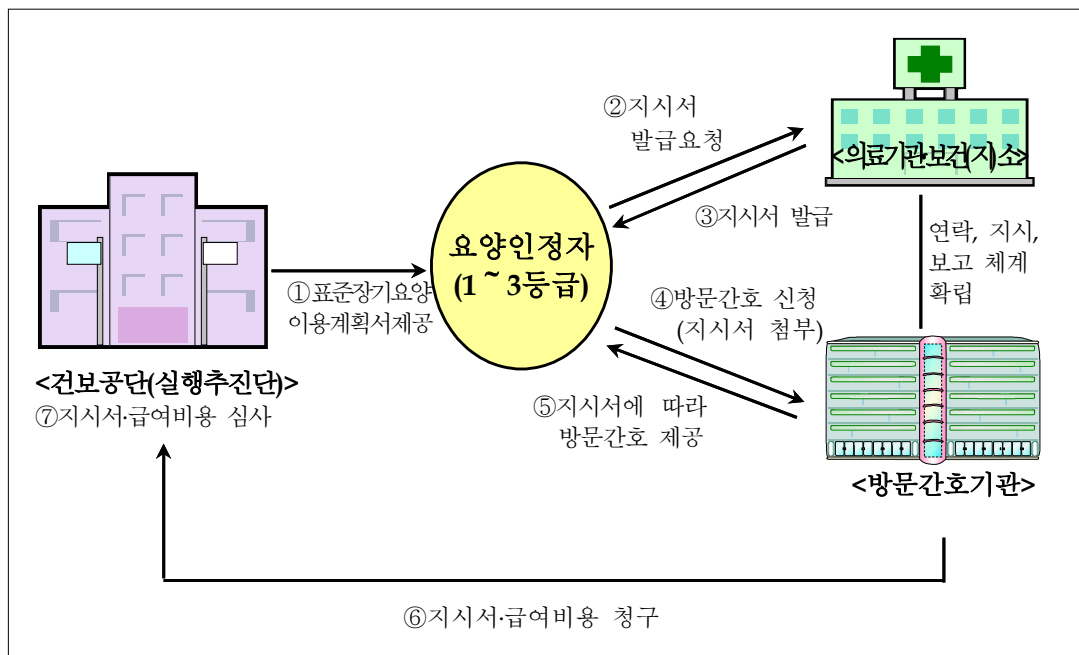 ②지시서
발급요청
<의료기관·보건(지)소>
③지시서 발급
요양인정자
(1 ~ 3등급)
연락, 지시,
보고 체계
확립
①표준장기요양
이용계획서제공
④방문간호 신청
(지시서 첨부)
<건보공단(실행추진단)>
⑦지시서·급여비용 심사
⑤지시서에 따라
방문간호 제공
<방문간호기관>
⑥지시서·급여비용 청구